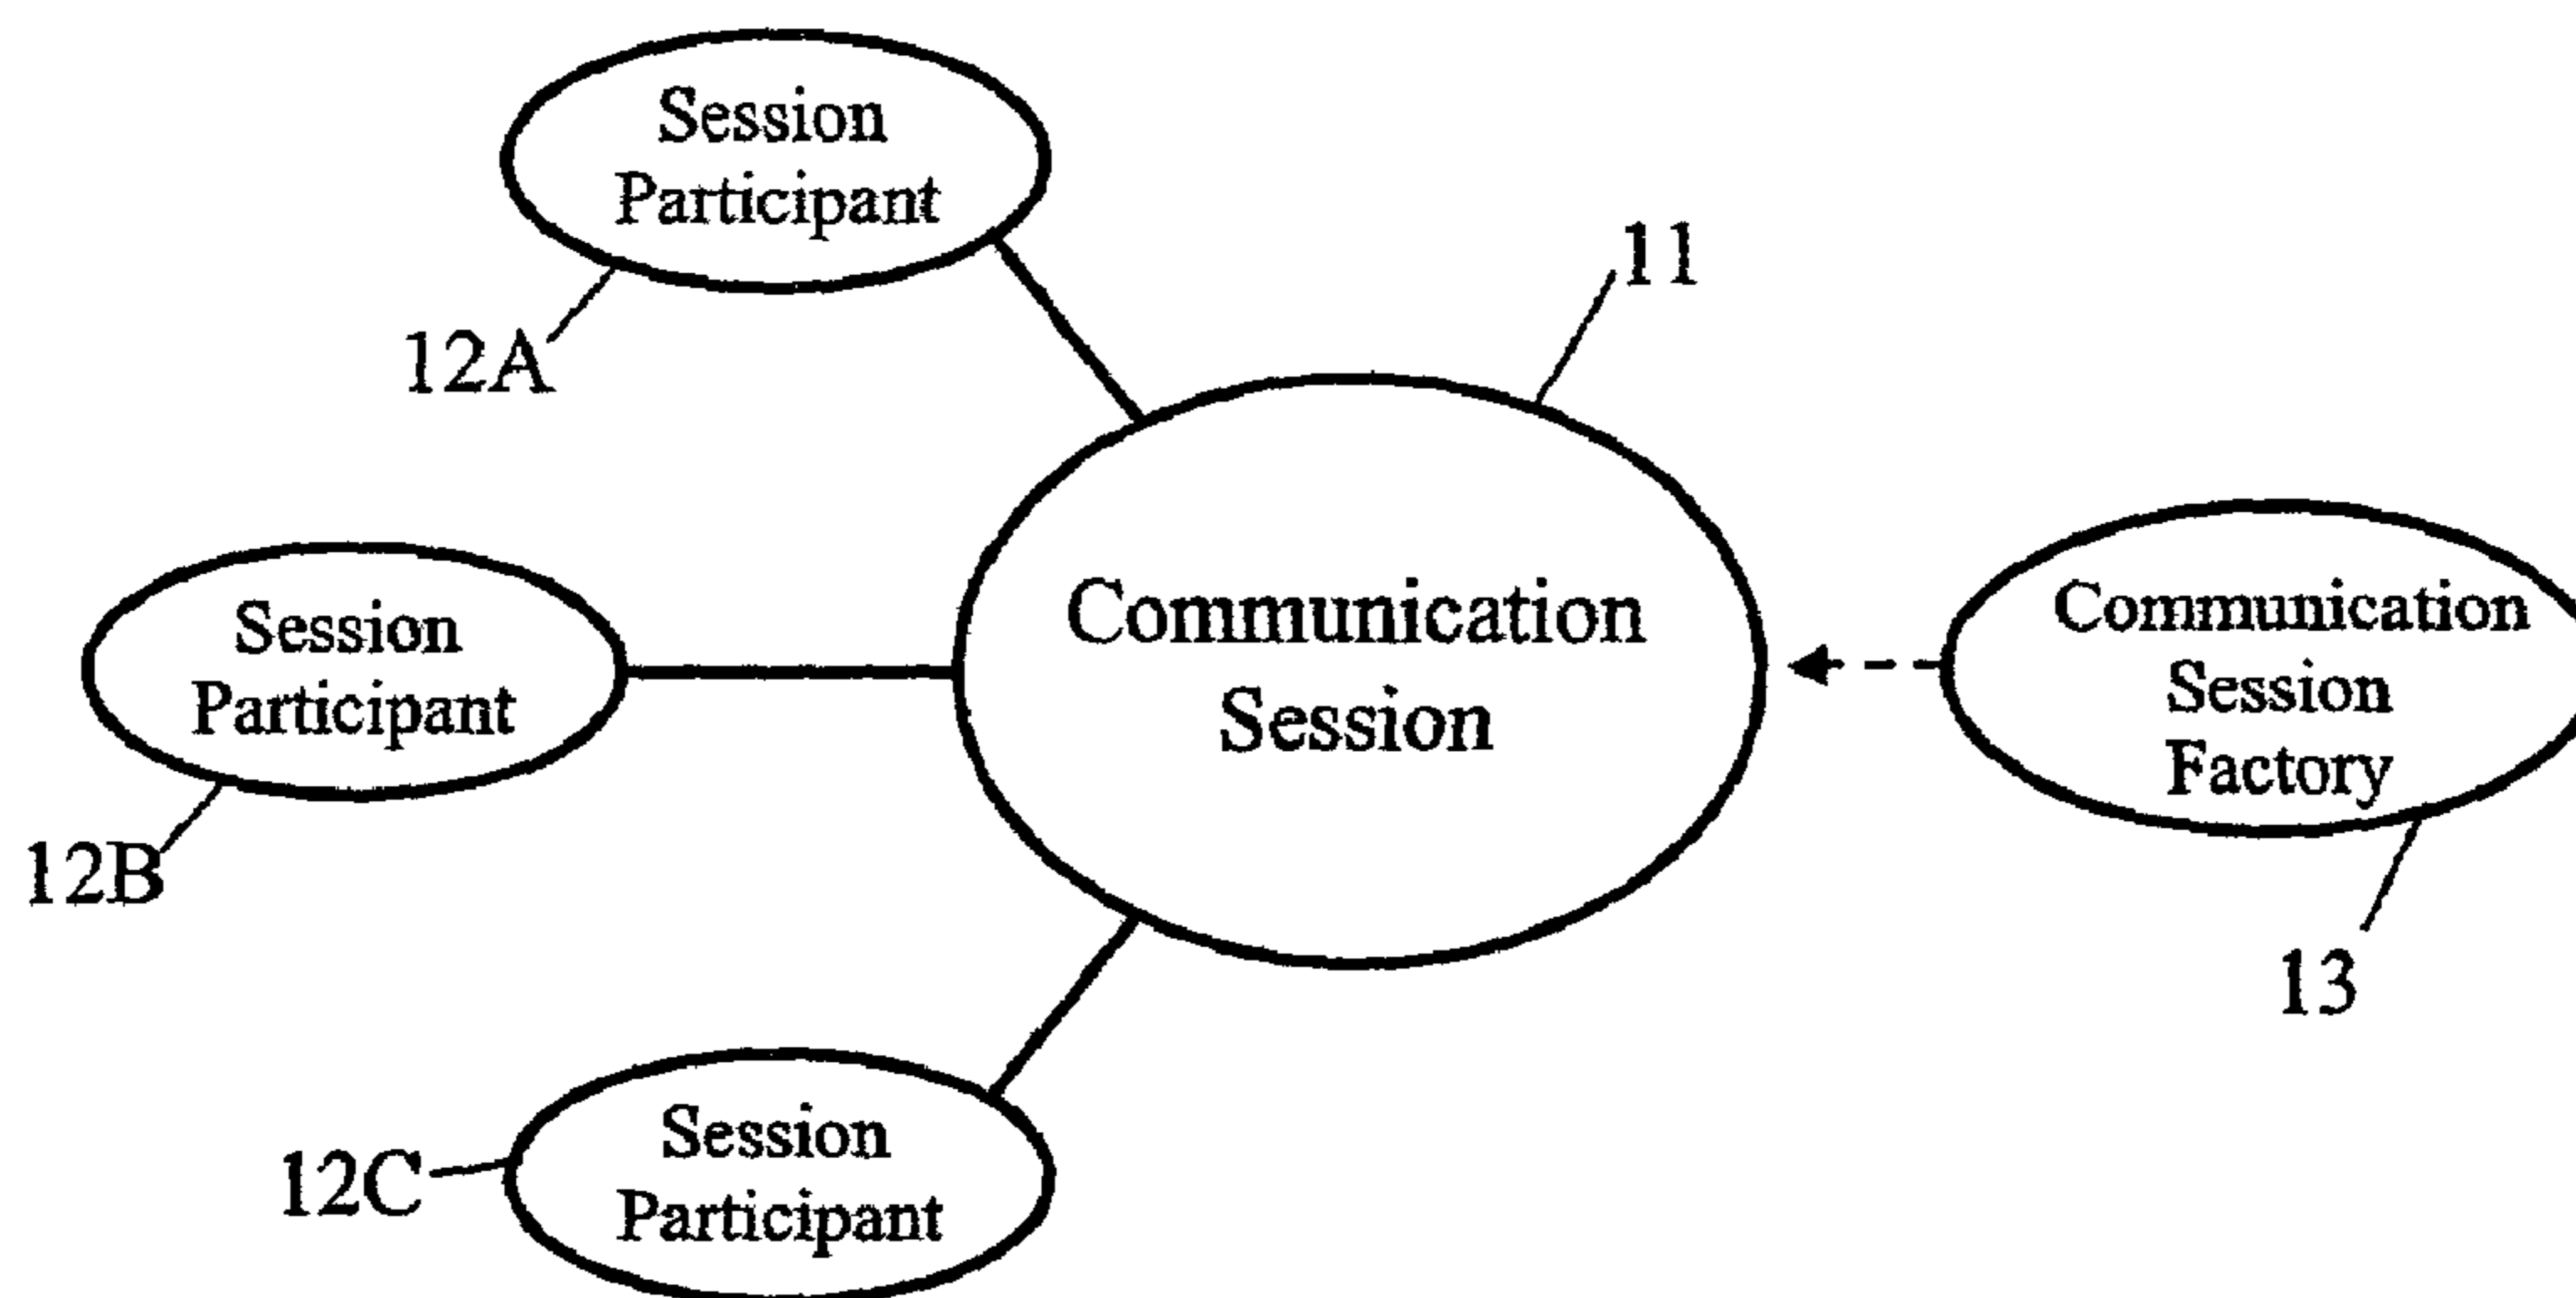 Session
Participant
12A
11
Communication
Session
Session
Participant
12B
Communication
Session
Factory
13
Session
Participant
12C